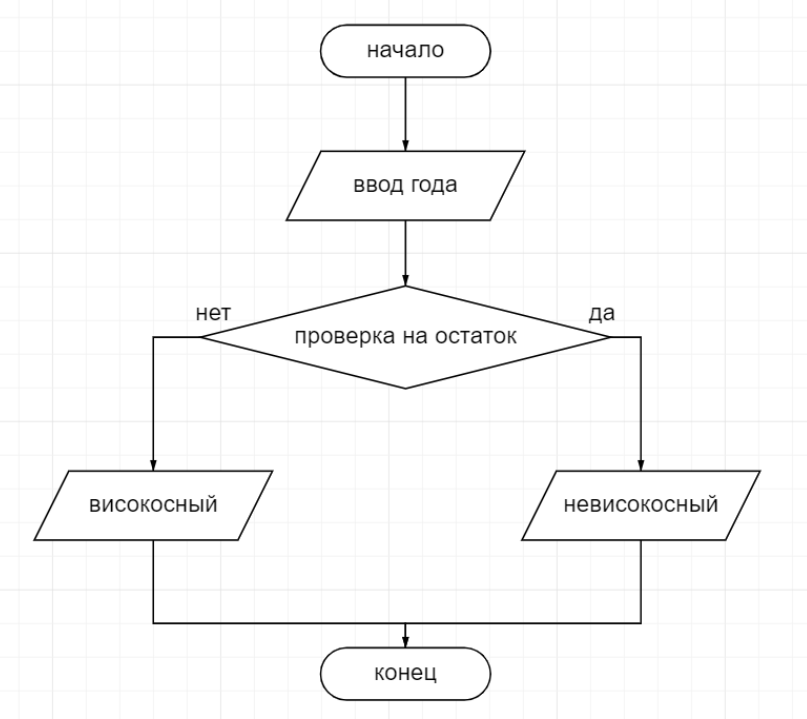 начало
ввод года
нет
да
проверка на остаток
високосный
невисокосный
конец